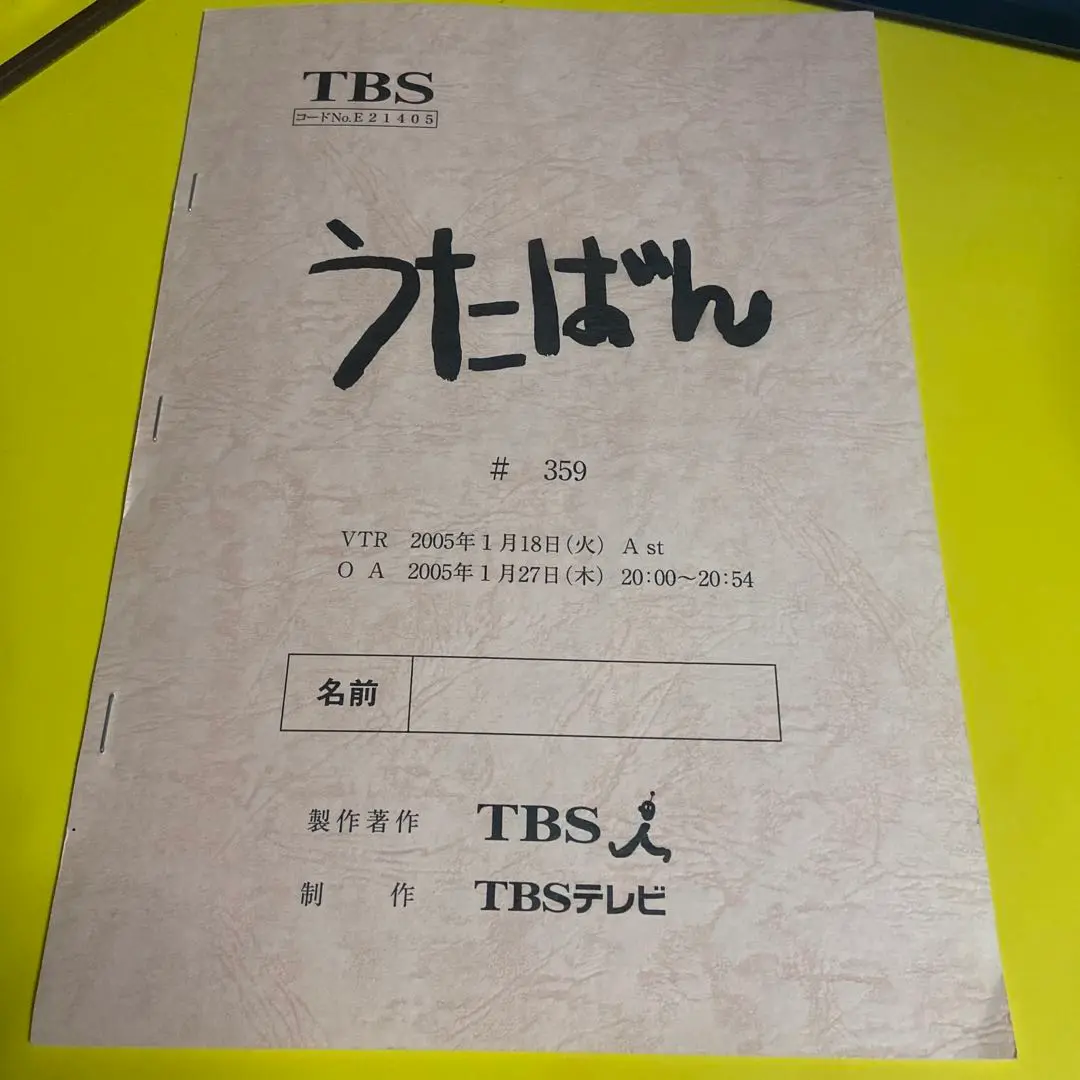 TBS
コードNo.E21405
うたばん
# 359
VTR 2005年1月18日(火) A st
O A 2005年1月27日(木) 20:00~20:54
名前
製作著作 TBS
制 作 TBSテレビ